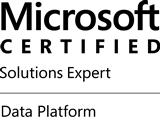 Microsoft
CERTIFIED
Solutions Expert
Data Platform